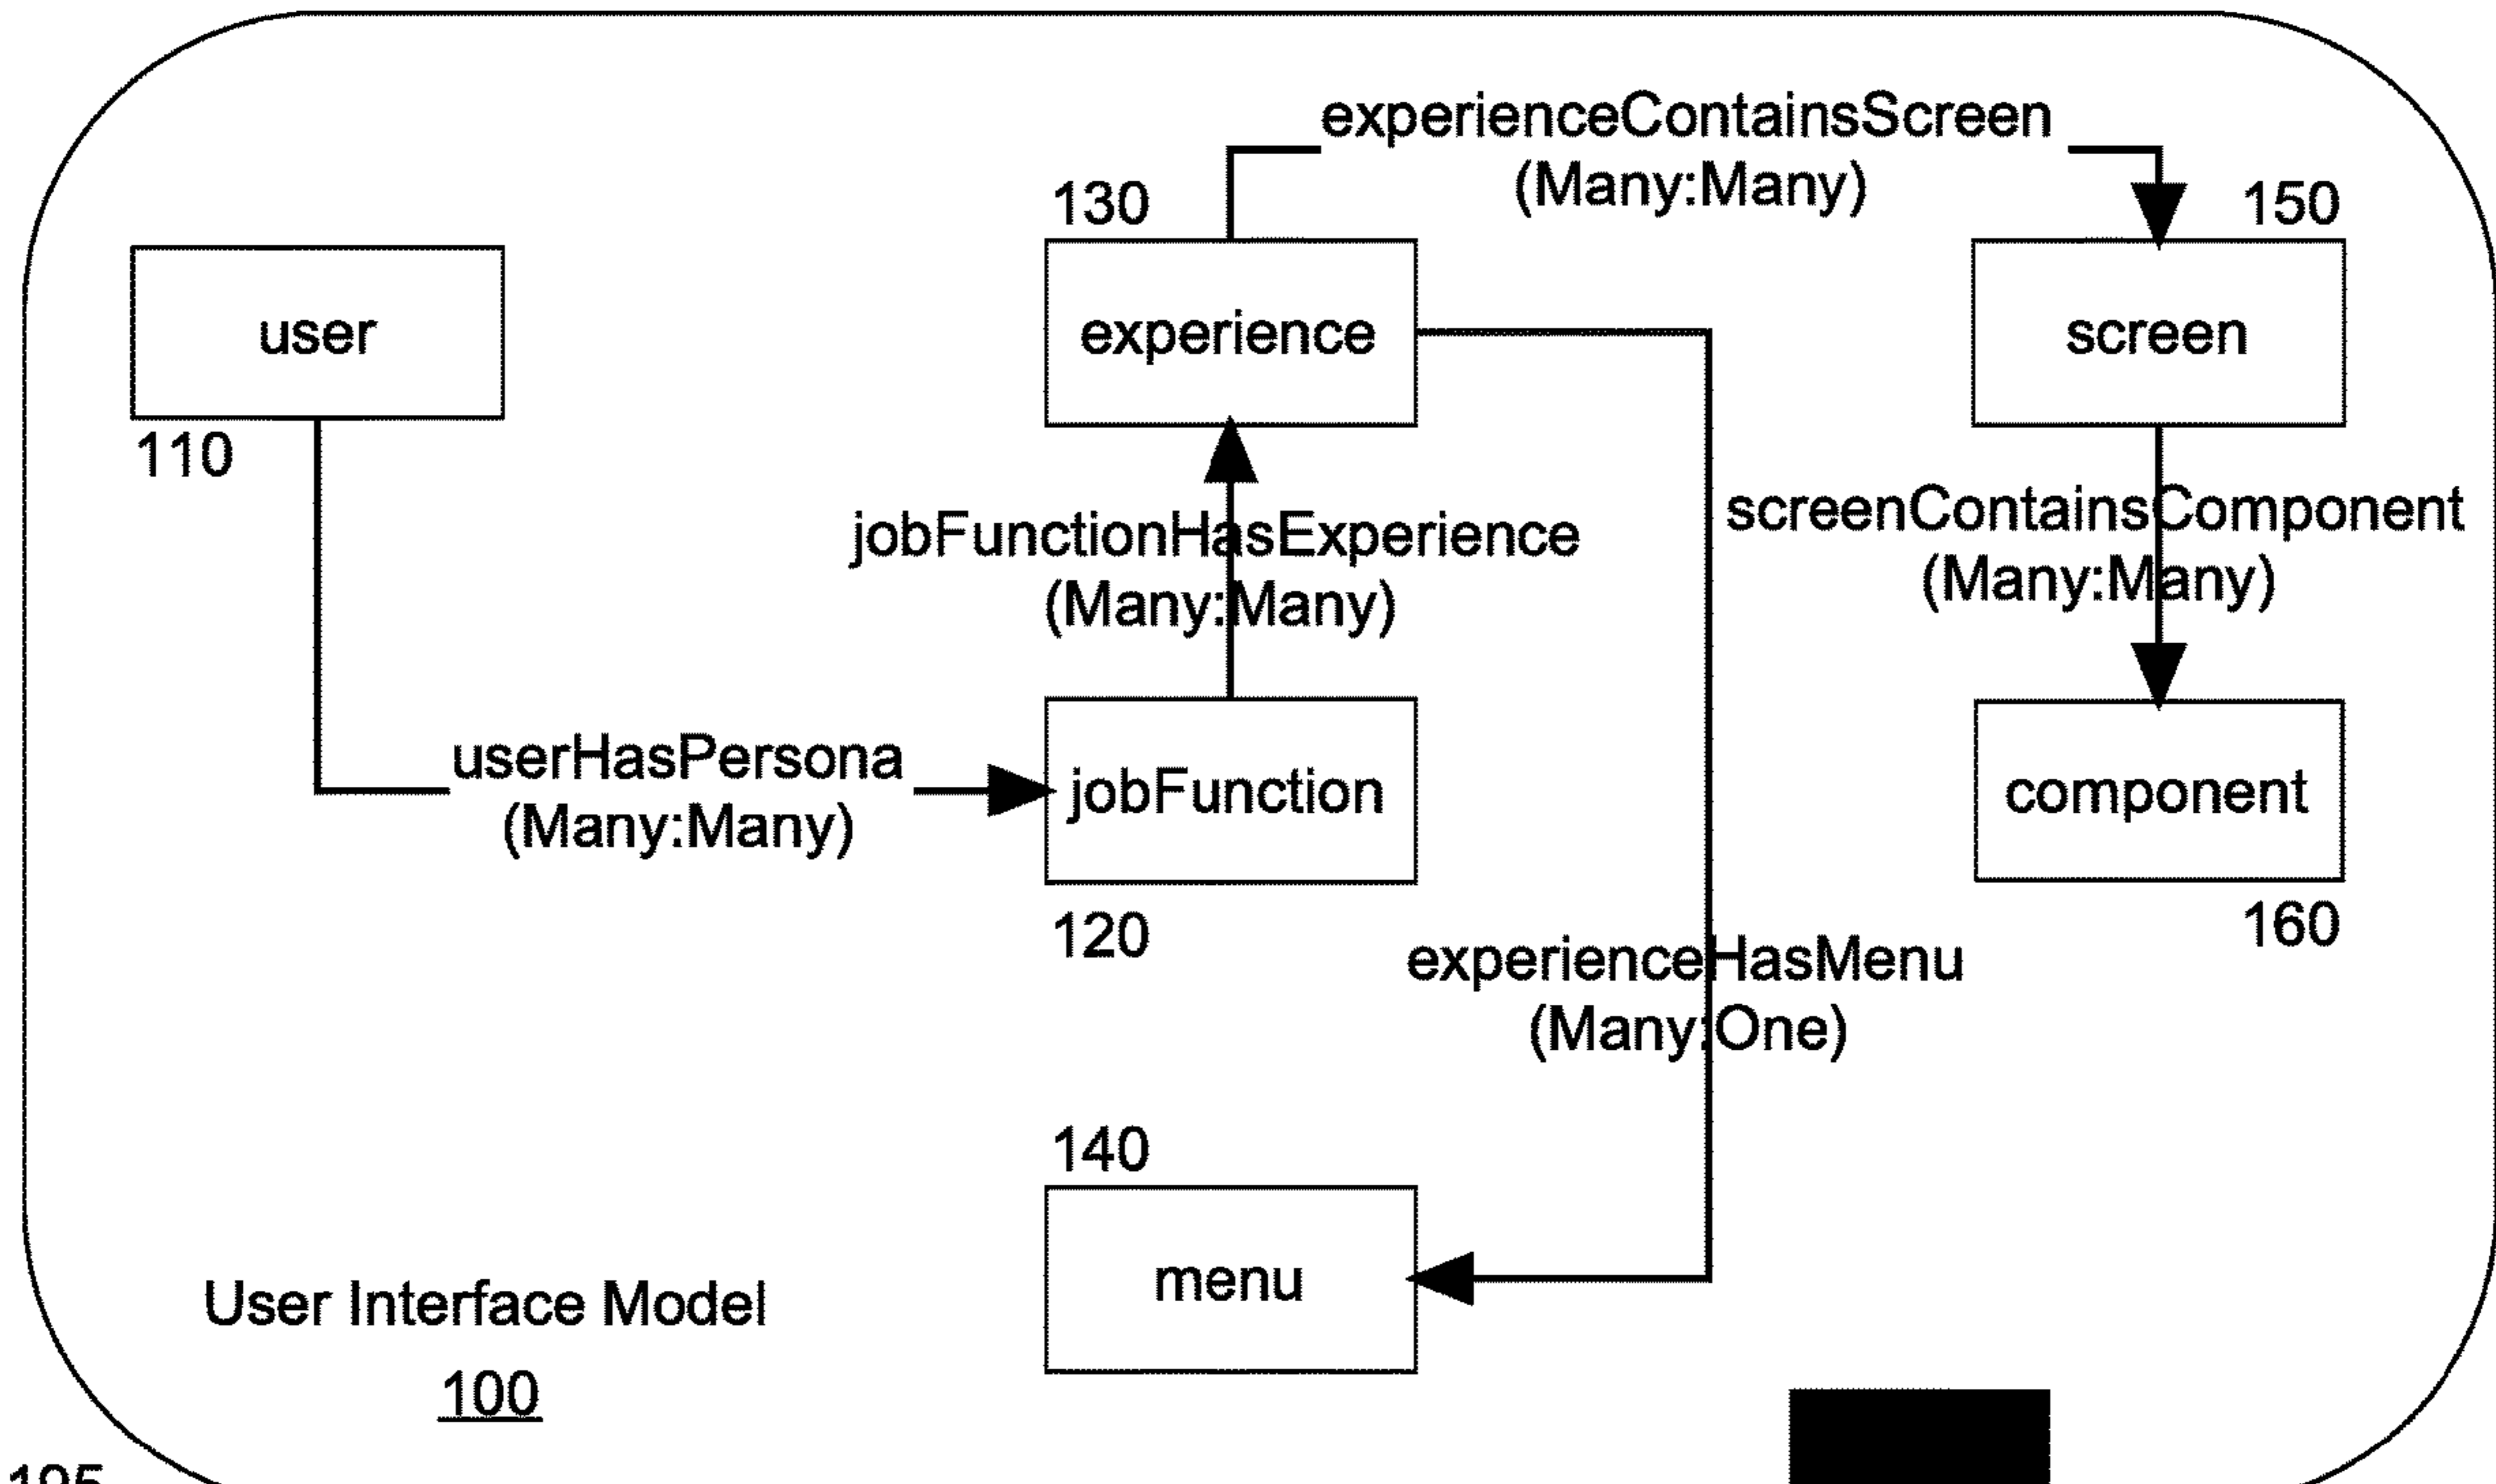 experienceContainsScreen
(Many:Many)
130
150
user
experience
screen
110
jobFunctionHasExperience
(Many:Many)
screenContainsComponent
(Many:Many)
userHasPersona
(Many:Many)
jobFunction
component
120
160
experienceHasMenu
(Many:One)
140
menu
User Interface Model
100